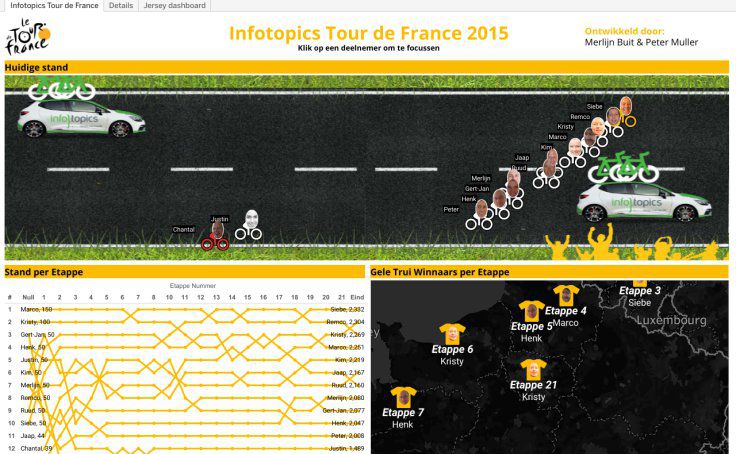 Infotopics Tour de France
Details
Jersey dashboard
le
de TOUR
france
Infotopics Tour de France 2015
Klik op een deelnemer om te focussen
Ontwikkeld door:
Merlijn Buit & Peter Muller
Huidige stand
infotopics
Siebe
Remco
Kristy
Marco
Kim
Jaap
Ruud
Merlijn
Gert-Jan
Henk
Peter
infotopics
Justin
Chantal
Stand per Etappe
Etappe Nummer
# Null 1 2 3 4 5 6 7 8 9 10 11 12 13 14 15 16 17 18 19 20 21 Eind
1 Marco, 150 Siebe, 2,332
2 Kristy, 100 Remco, 2,304
3 Gert-Jan, 50 Kristy, 2,269
4 Henk, 50 Marco, 2,251
5 Justin, 50 Kim, 2,219
6 Kim, 50 Jaap, 2,167
7 Merlijn, 50 Ruud, 2,160
8 Remco, 50 Merlijn, 2,080
9 Ruud, 50 Gert-Jan, 2,077
10 Siebe, 50 Henk, 2,047
11 Jaap, 44 Peter, 2,008
12 Chantal, 39 Justin, 1,489
Gele Trui Winnaars per Etappe
Etappe 3
Siebe
Etappe 4
Marco
Luxembourg
Etappe 5
Henk
Etappe 6
Kristy
Etappe 21
Kristy
Etappe 7
Henk